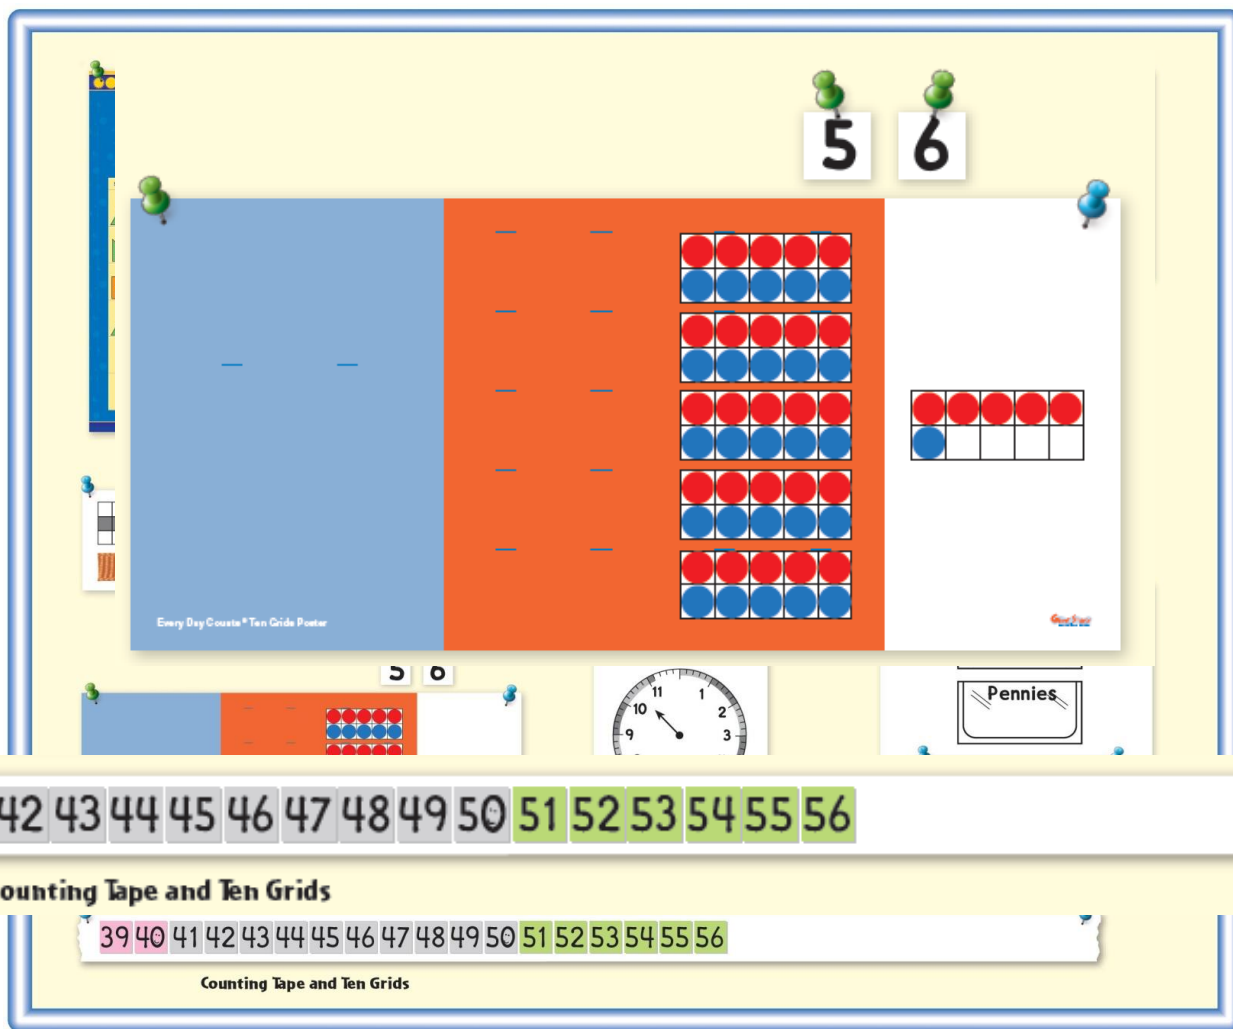 5 6
Every Day Counts® Ten Grids Poster
5 6
11 1
10 2
9 3
Pennies
42 43 44 45 46 47 48 49 50 51 52 53 54 55 56
ounting Tape and Ten Grids
39 40 41 42 43 44 45 46 47 48 49 50 51 52 53 54 55 56
Counting Tape and Ten Grids